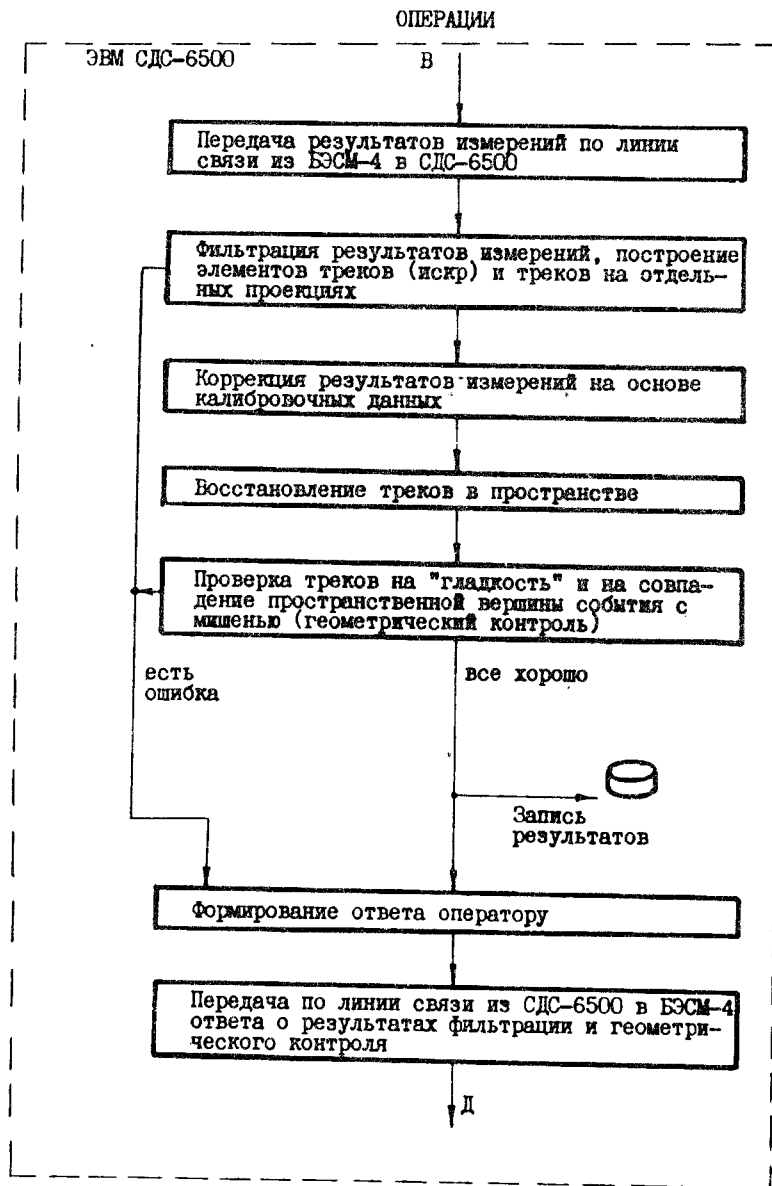 ОПЕРАЦИИ
ЭВМ СДС-6500
В
Передача результатов измерений по линии
связи из БЭСМ-4 в СДС-6500
Фильтрация результатов измерений, построение
элементов треков (искр) и треков на отдель-
ных проекциях
Коррекция результатов измерений на основе
калибровочных данных
Восстановление треков в пространстве
Проверка треков на "гладкость" и на совпа-
дение пространственной вершины события с
мишенью (геометрический контроль)
есть
ошибка
все хорошо
Запись
результатов
Формирование ответа оператору
Передача по линии связи из СДС-6500 в БЭСМ-4
ответа о результатах фильтрации и геометри-
ческого контроля
Д